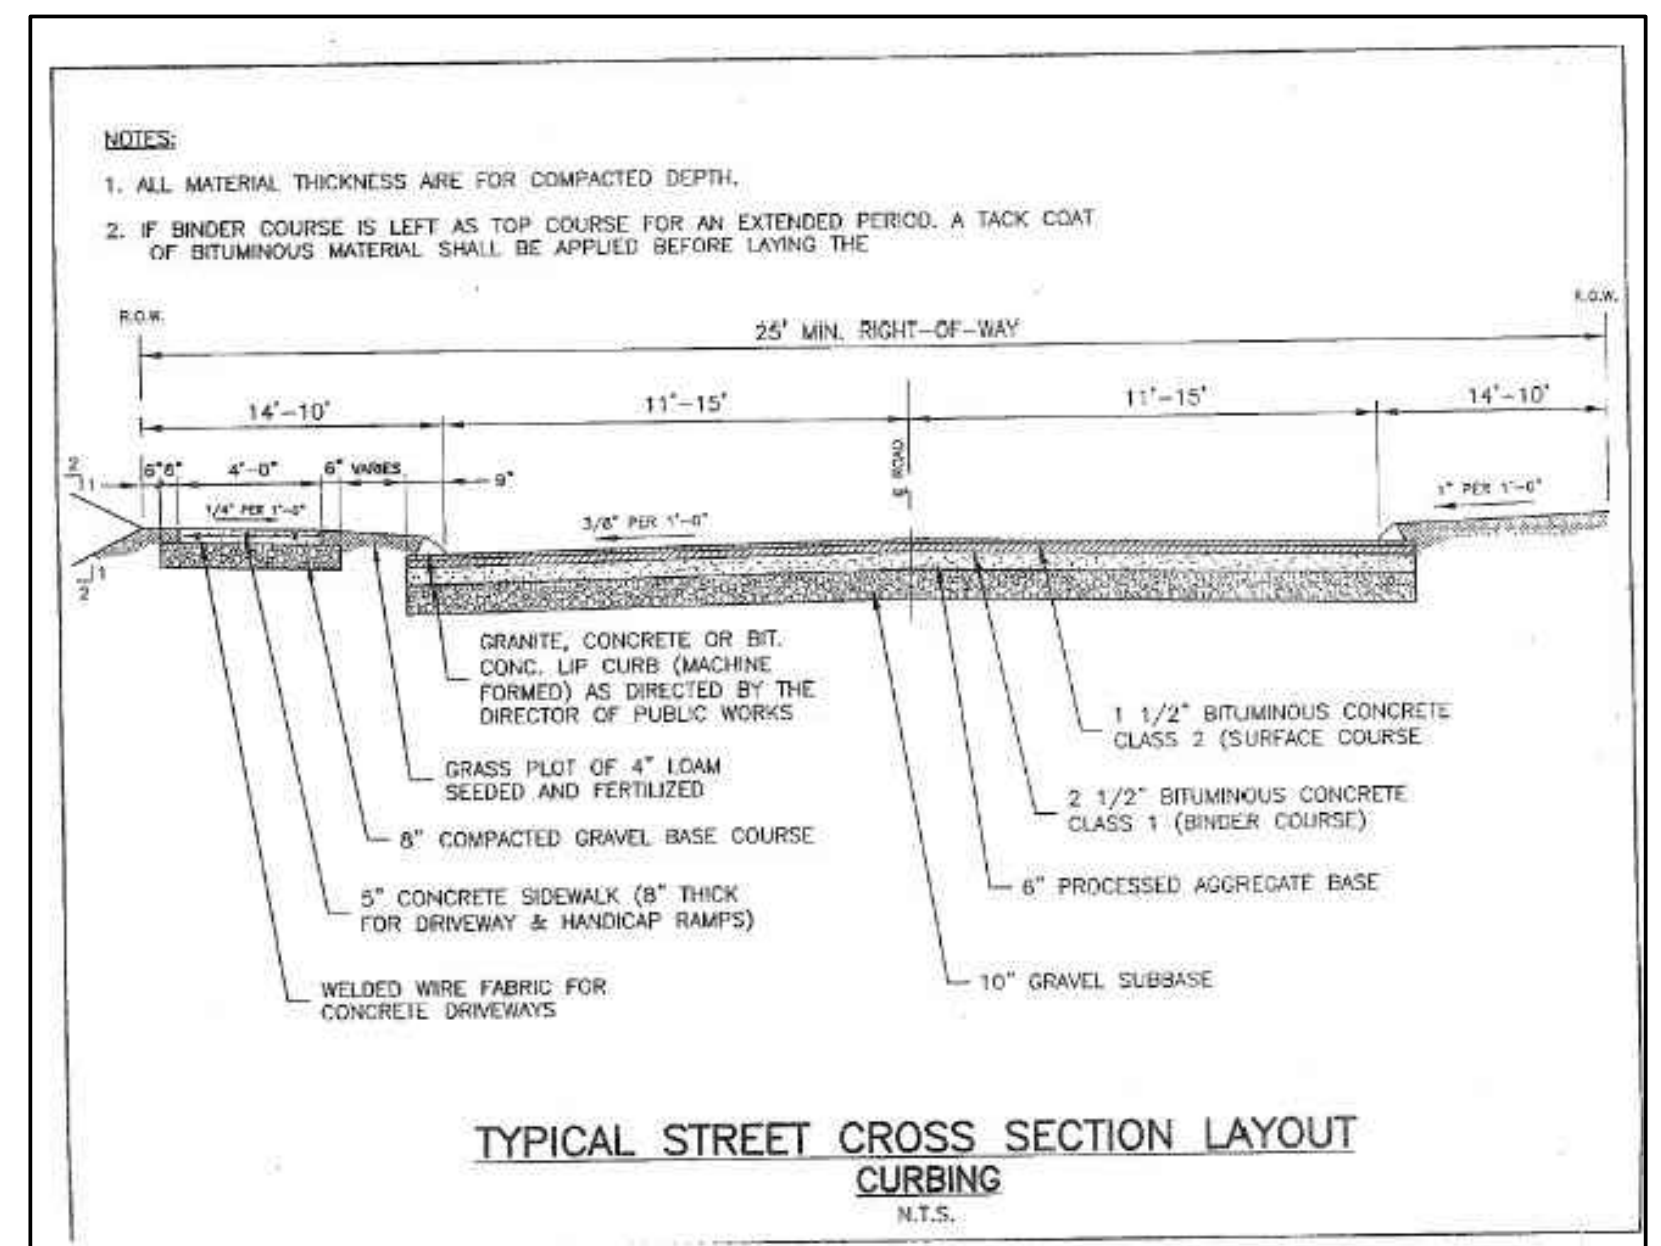 NOTES:
1. ALL MATERIAL THICKNESS ARE FOR COMPACTED DEPTH.
2. IF BINDER COURSE IS LEFT AS TOP COURSE FOR AN EXTENDED PERIOD. A TACK COAT
OF BITUMINOUS MATERIAL SHALL BE APPLIED BEFORE LAYING THE
R.O.W.
R.O.W.
25' MIN. RIGHT-OF-WAY
14'-10'
11'-15'
11'-15'
14'-10'
2
1
6" 6"
4'-0"
6"
VARIES
9"
℄ ROAD
1/4" PER 1'-0"
3/8" PER 1'-0"
1" PER 1'-0"
1
2
GRANITE, CONCRETE OR BIT.
CONC. LIP CURB (MACHINE
FORMED) AS DIRECTED BY THE
DIRECTOR OF PUBLIC WORKS
1 1/2" BITUMINOUS CONCRETE
CLASS 2 (SURFACE COURSE
GRASS PLOT OF 4" LOAM
SEEDED AND FERTILIZED
2 1/2" BITUMINOUS CONCRETE
CLASS 1 (BINDER COURSE)
8" COMPACTED GRAVEL BASE COURSE
6" PROCESSED AGGREGATE BASE
5" CONCRETE SIDEWALK (8" THICK
FOR DRIVEWAY & HANDICAP RAMPS)
10" GRAVEL SUBBASE
WELDED WIRE FABRIC FOR
CONCRETE DRIVEWAYS
TYPICAL STREET CROSS SECTION LAYOUT
CURBING
N.T.S.